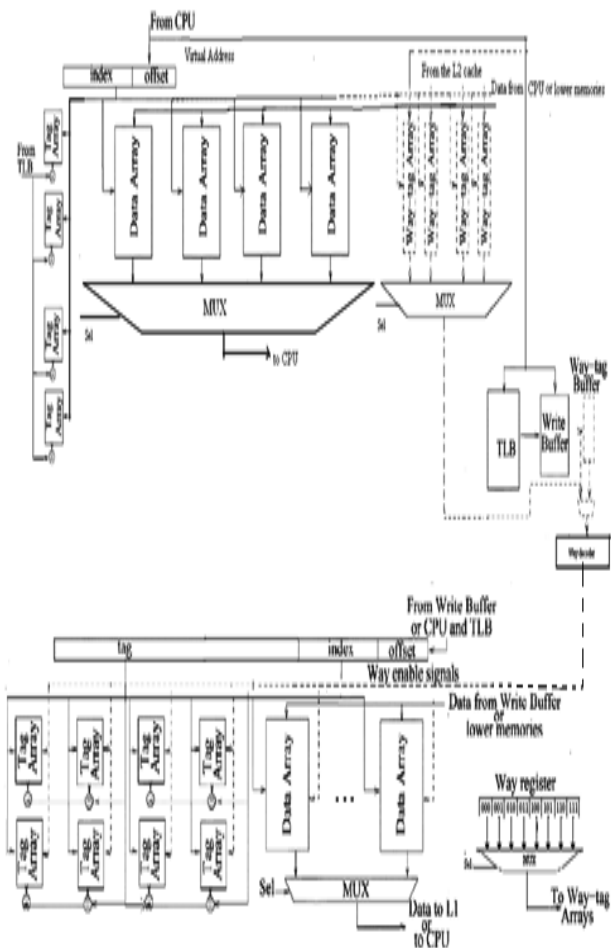 From CPU
Virtual Address
index offset
From the L2 cache
Data from CPU or lower memories
From TLB
Tag Array
Tag Array
Tag Array
Tag Array
Data Array
Data Array
Data Array
Data Array
Way-tag Array
Way-tag Array
Way-tag Array
Way-tag Array
MUX
Sel
to CPU
MUX
Sel
Way-tag Buffer
TLB
Write Buffer
Way decoder
From Write Buffer
or CPU and TLB
tag index offset
Way enable signals
Data from Write Buffer
or
lower memories
Tag Array
Tag Array
Tag Array
Tag Array
Tag Array
Tag Array
Tag Array
Tag Array
Data Array
...
Data Array
Sel
MUX
Data to L1
or
to CPU
Way register
000 001 010 011 100 101 110 111
Sel
MUX
To Way-tag
Arrays